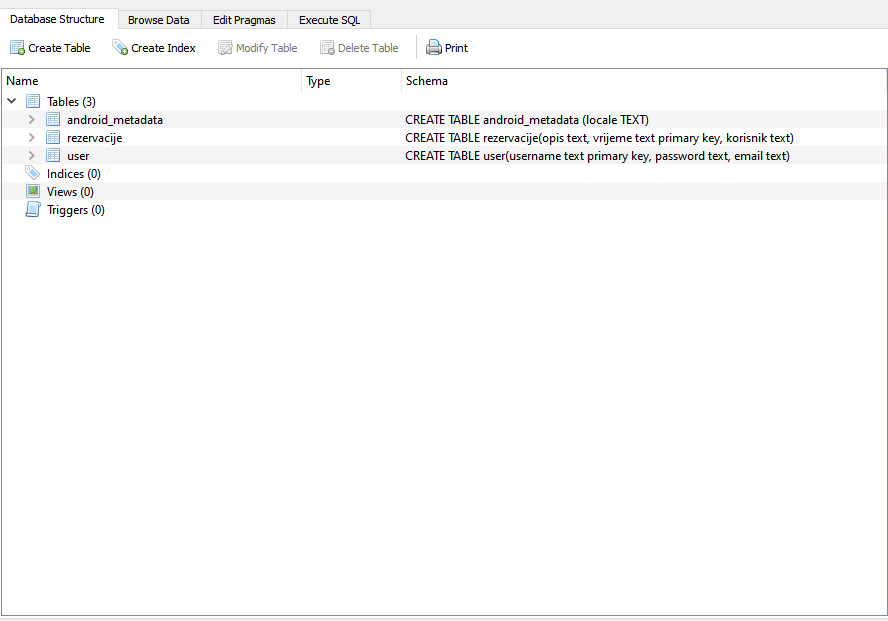 Database Structure Browse Data Edit Pragmas Execute SQL
Create Table Create Index Modify Table Delete Table Print
Name Type Schema
Tables (3)
android_metadata CREATE TABLE android_metadata (locale TEXT)
rezervacije CREATE TABLE rezervacije(opis text, vrijeme text primary key, korisnik text)
user CREATE TABLE user(username text primary key, password text, email text)
Indices (0)
Views (0)
Triggers (0)